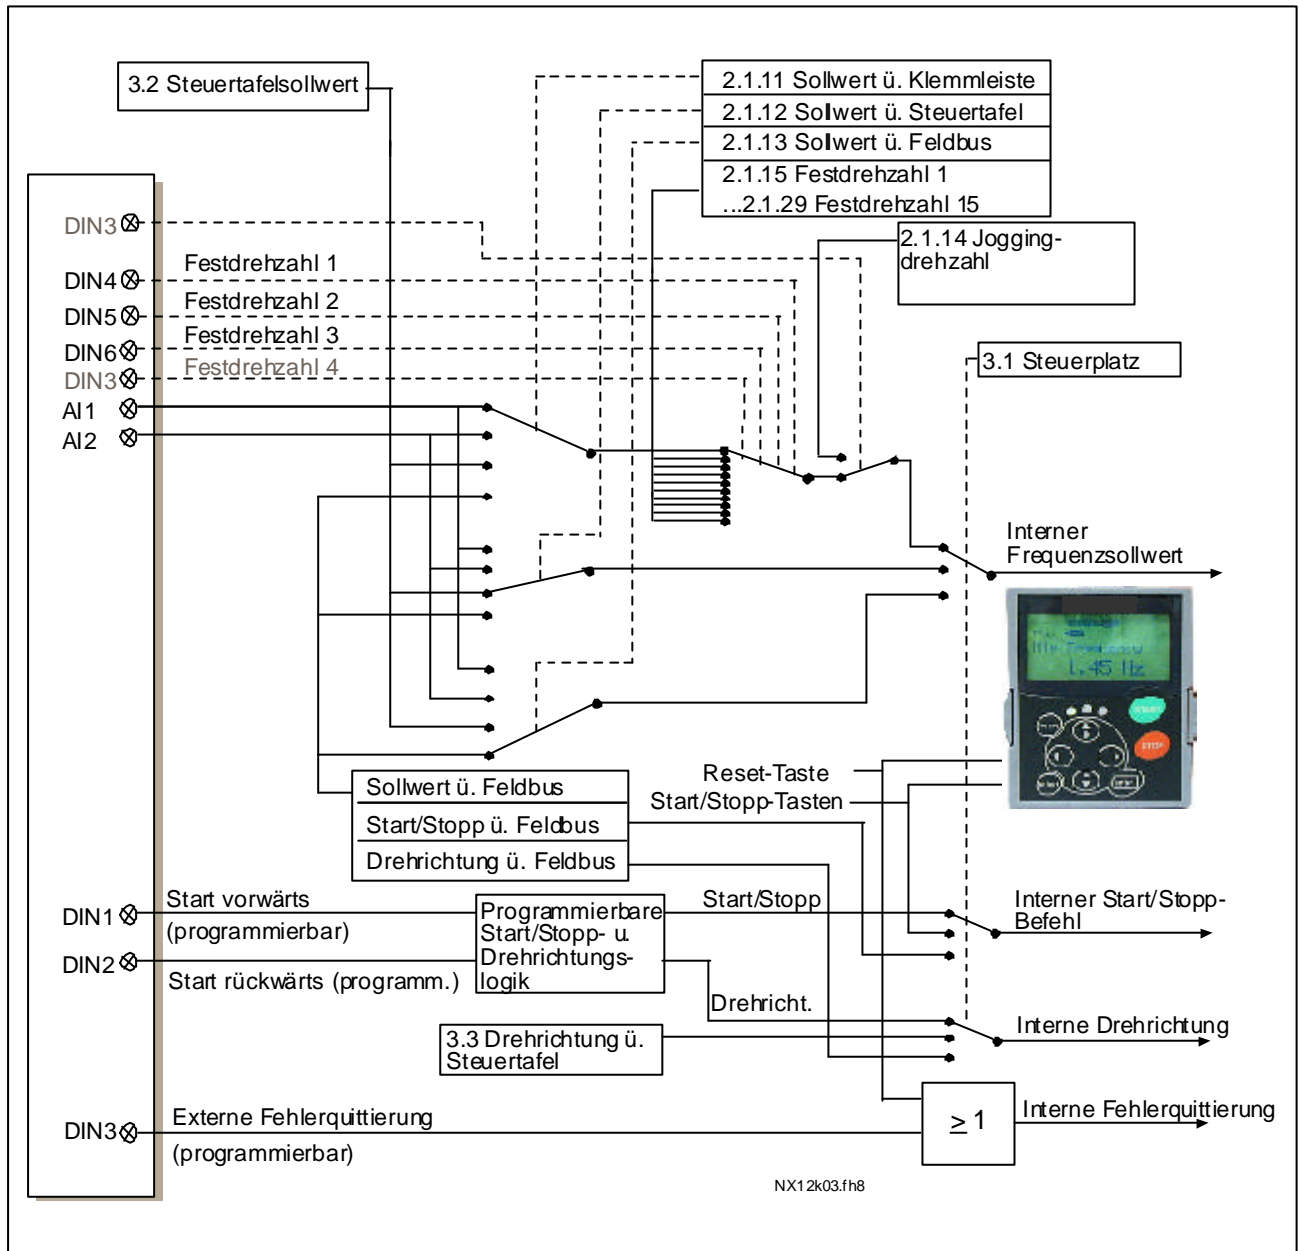 3.2 Steuertafelsollwert
2.1.11 Sollwert ü. Klemmleiste
2.1.12 Sollwert ü. Steuertafel
2.1.13 Sollwert ü. Feldbus
2.1.15 Festdrehzahl 1
...2.1.29 Festdrehzahl 15
2.1.14 Jogging-
drehzahl
DIN3
DIN4
Festdrehzahl 1
DIN5
Festdrehzahl 2
DIN6
Festdrehzahl 3
DIN3
Festdrehzahl 4
AI1
AI2
3.1 Steuerplatz
Interner
Frequenzsollwert
1.45 Hz
STOP
Reset-Taste
Start/Stopp-Tasten
Sollwert ü. Feldbus
Start/Stopp ü. Feldbus
Drehrichtung ü. Feldbus
DIN1
Start vorwärts
(programmierbar)
DIN2
Start rückwärts (programm.)
Programmierbare
Start/Stopp- u.
Drehrichtungs-
logik
Start/Stopp
Drehricht.
Interner Start/Stopp-
Befehl
3.3 Drehrichtung ü.
Steuertafel
Interne Drehrichtung
DIN3
Externe Fehlerquittierung
(programmierbar)
≥ 1
Interne Fehlerquittierung
NX12k03.fh8